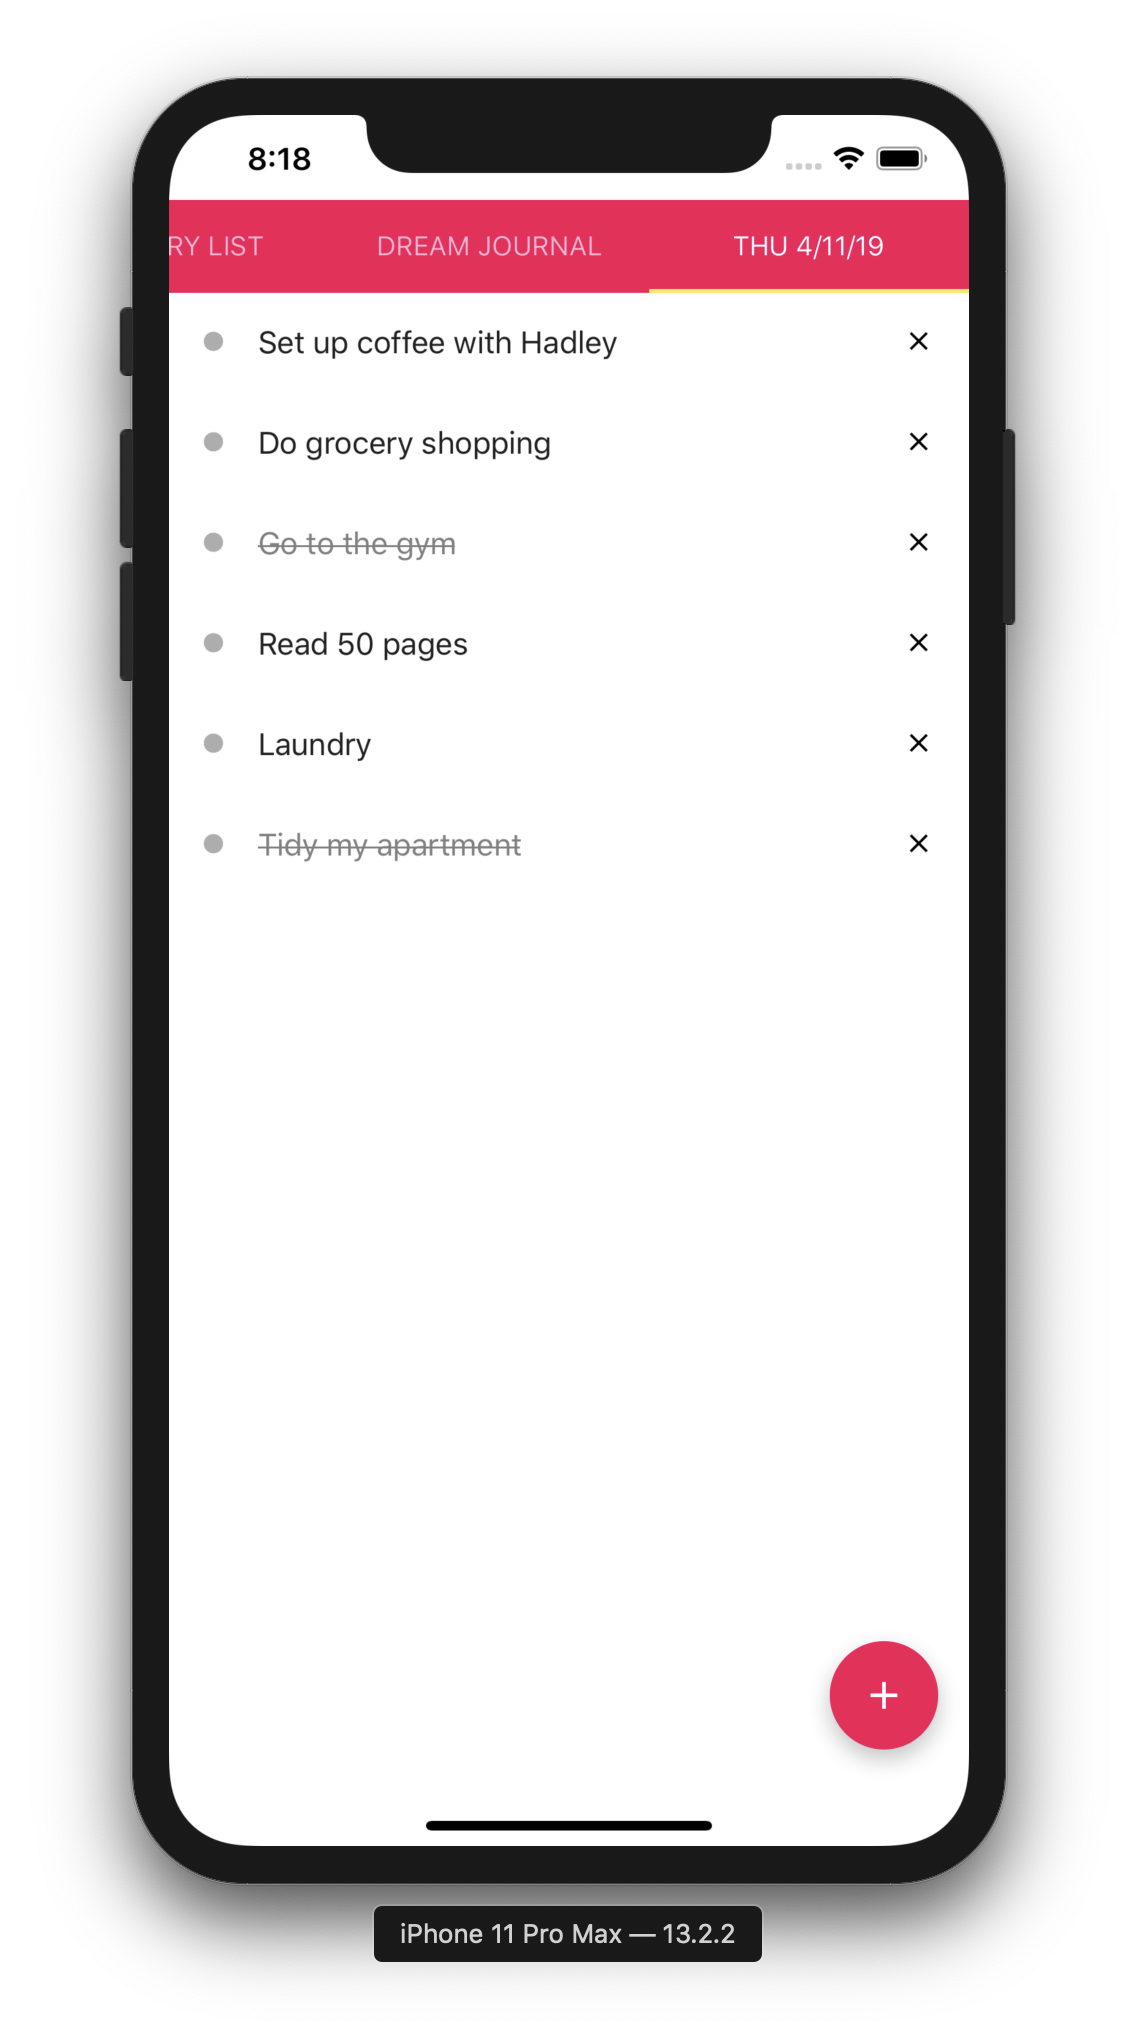 8:18
RY LIST DREAM JOURNAL THU 4/11/19
Set up coffee with Hadley
Do grocery shopping
Go to the gym
Read 50 pages
Laundry
Tidy my apartment
iPhone 11 Pro Max — 13.2.2